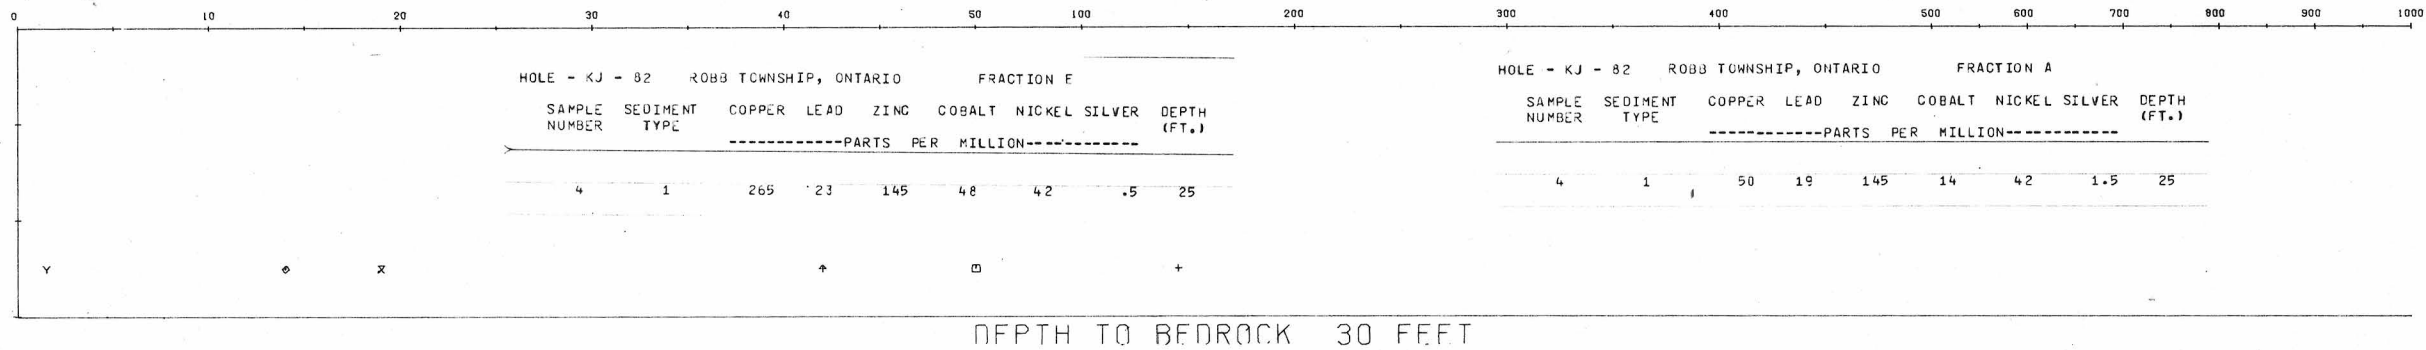 0 10 20 30 40 50 100 200 300 400 500 600 700 800 900 1000
HOLE - KJ - 82 ROBB TOWNSHIP, ONTARIO FRACTION E
SAMPLE SEDIMENT COPPER LEAD ZINC COBALT NICKEL SILVER DEPTH
NUMBER TYPE (FT.)
------------PARTS PER MILLION------------
4 1 265 23 145 48 42 .5 25
HOLE - KJ - 82 ROBB TOWNSHIP, ONTARIO FRACTION A
SAMPLE SEDIMENT COPPER LEAD ZINC COBALT NICKEL SILVER DEPTH
NUMBER TYPE (FT.)
------------PARTS PER MILLION------------
4 1 50 19 145 14 42 1.5 25
DEPTH TO BEDROCK 30 FEET